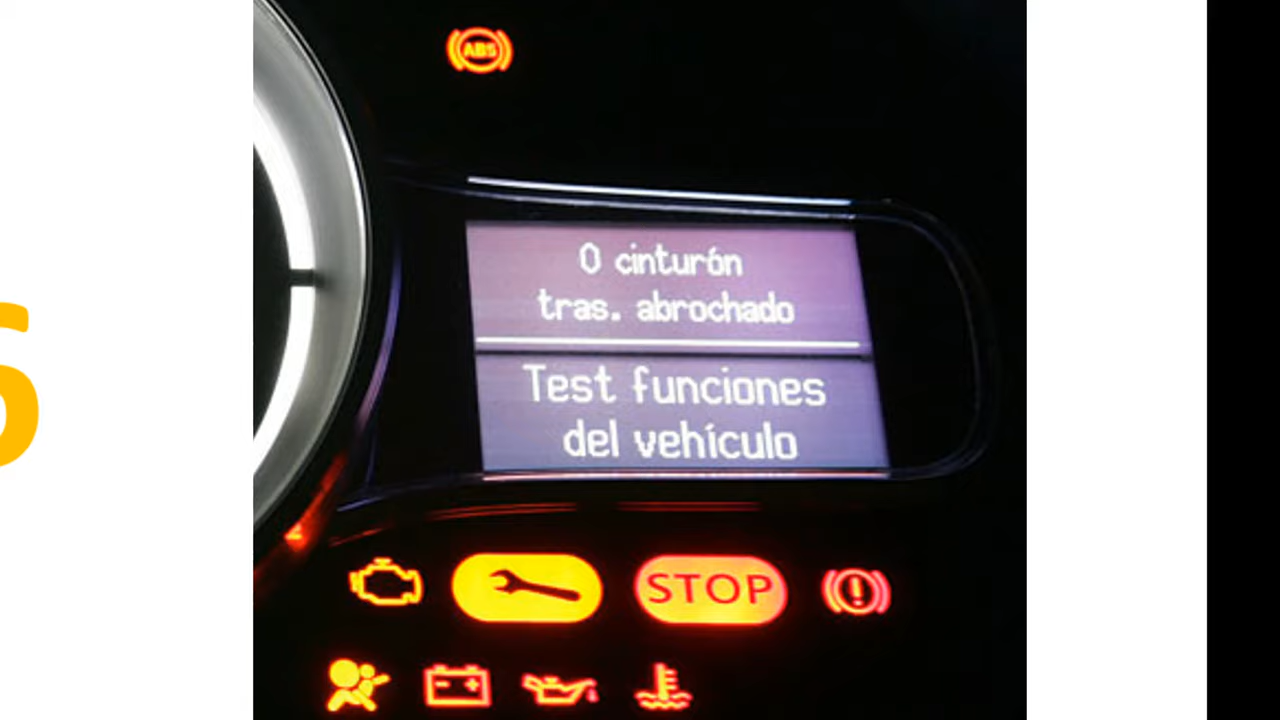 ABS
0 cinturón
tras. abrochado
Test funciones
del vehículo
STOP